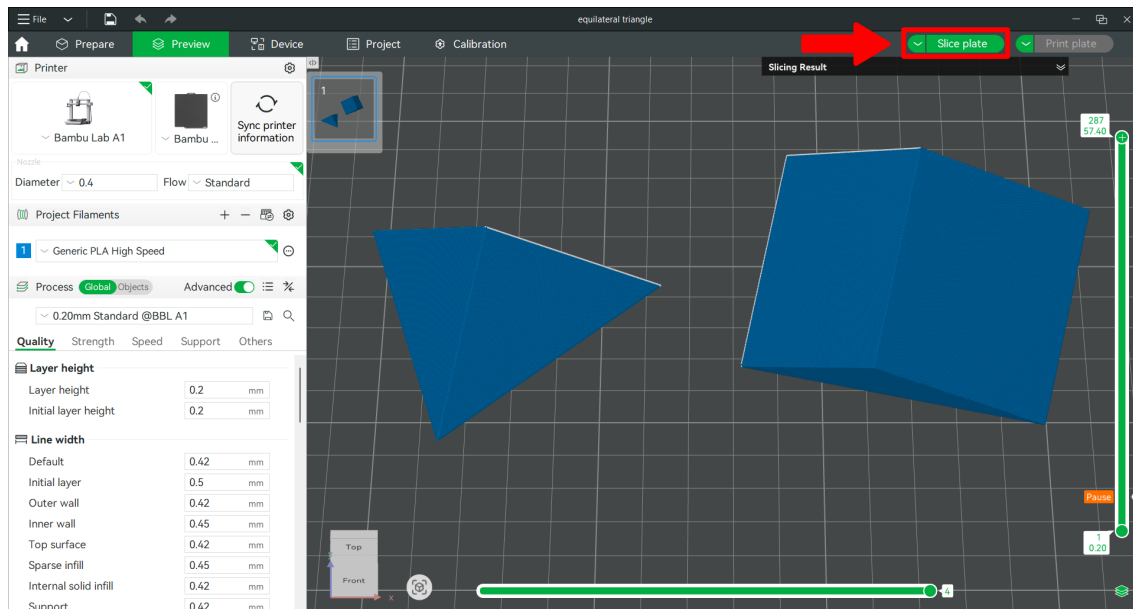 File
equilateral triangle
Prepare
Preview
Device
Project
Calibration
Slice plate
Print plate
Printer
Bambu Lab A1
Bambu ...
Sync printer
information
Nozzle
Diameter 0.4 Flow Standard
Project Filaments
1 Generic PLA High Speed
Process Global Objects Advanced
0.20mm Standard @BBL A1
Quality Strength Speed Support Others
Layer height
Layer height 0.2 mm
Initial layer height 0.2 mm
Line width
Default 0.42 mm
Initial layer 0.5 mm
Outer wall 0.42 mm
Inner wall 0.45 mm
Top surface 0.42 mm
Sparse infill 0.45 mm
Internal solid infill 0.42 mm
Support 0.42 mm
1
Slicing Result
287
57.40
Pause
1
0.20
Top
Front
x
4